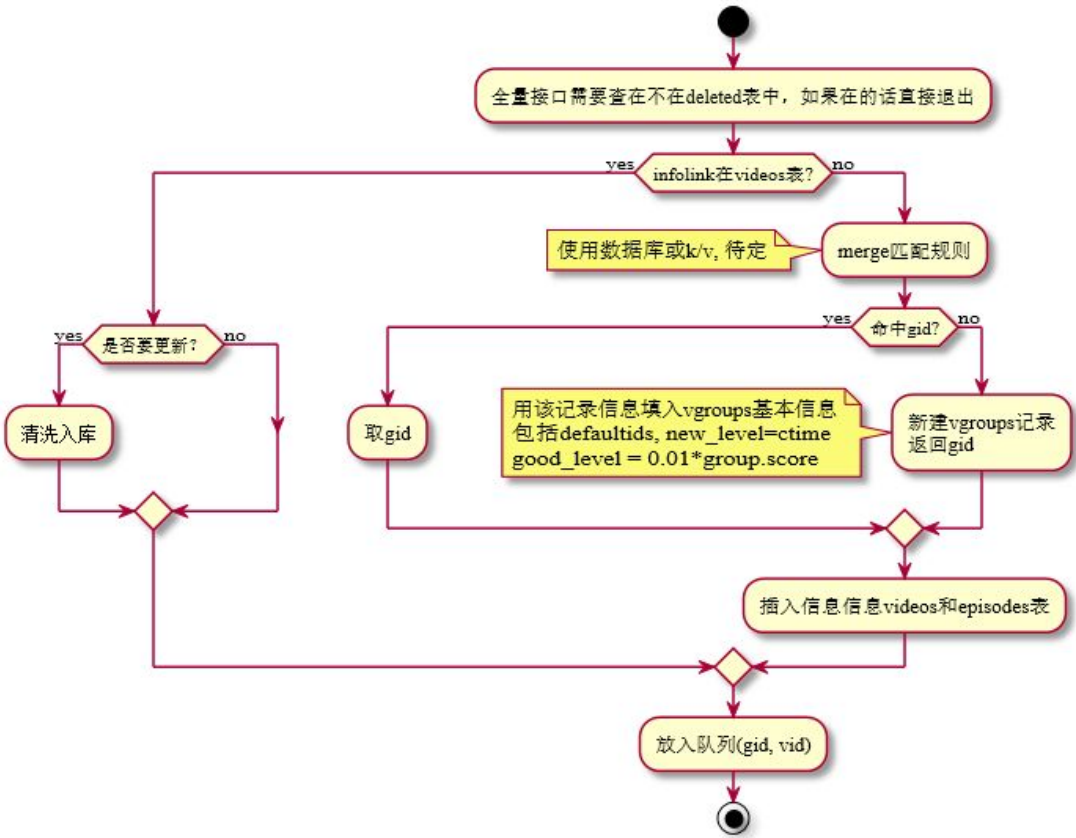 全量接口需要查在不在deleted表中，如果在的话直接退出
yes
infolink在videos表?
no
使用数据库或k/v, 待定
merge匹配规则
yes
是否要更新?
no
yes
命中gid?
no
清洗入库
取gid
用该记录信息填入vgroups基本信息
包括defaultids, new_level=ctime
good_level = 0.01*group.score
新建vgroups记录
返回gid
插入信息信息videos和episodes表
放入队列(gid, vid)